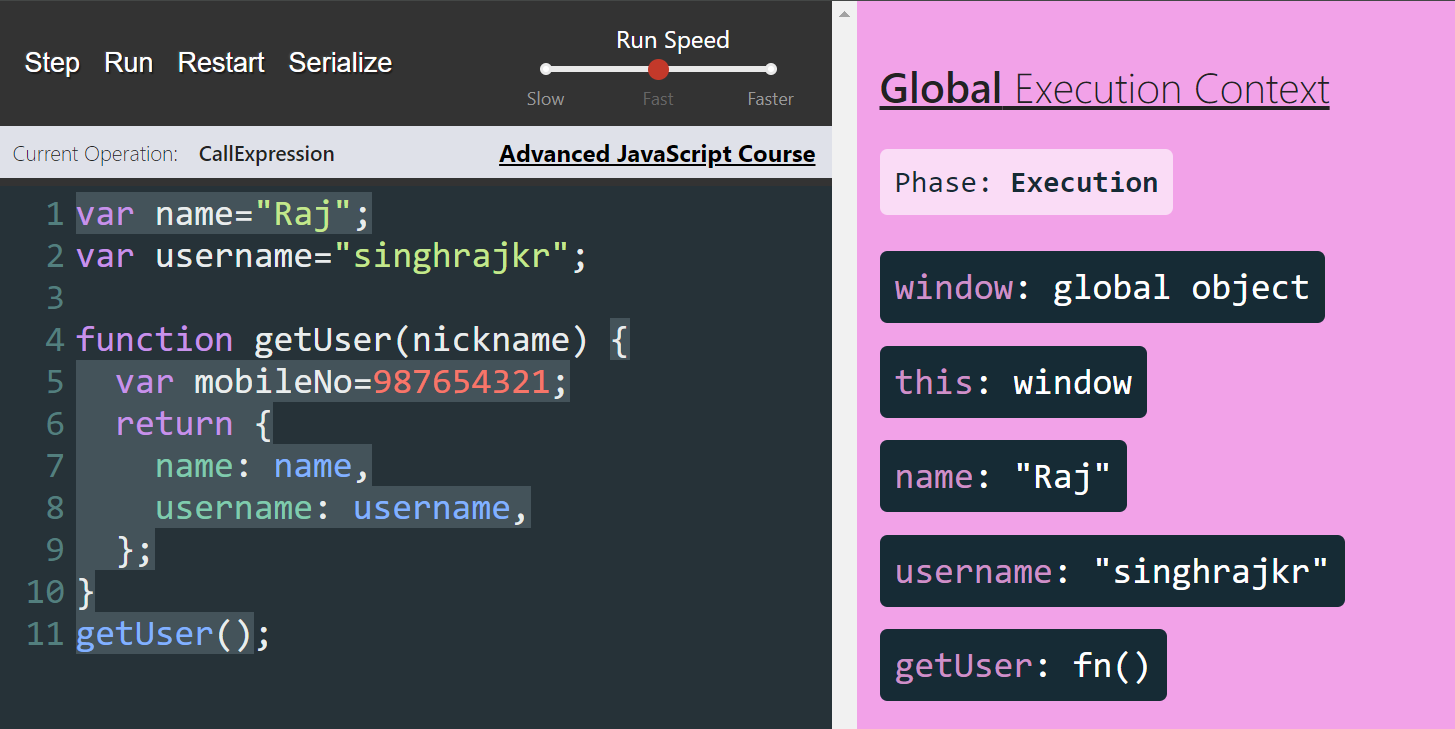 Step Run Restart Serialize
Run Speed
Slow Fast Faster
Current Operation: CallExpression Advanced JavaScript Course
1 var name="Raj";
2 var username="singhrajkr";
3
4 function getUser(nickname) {
5   var mobileNo=987654321;
6   return {
7     name: name,
8     username: username,
9   };
10 }
11 getUser();
Global Execution Context
Phase: Execution
window: global object
this: window
name: "Raj"
username: "singhrajkr"
getUser: fn()